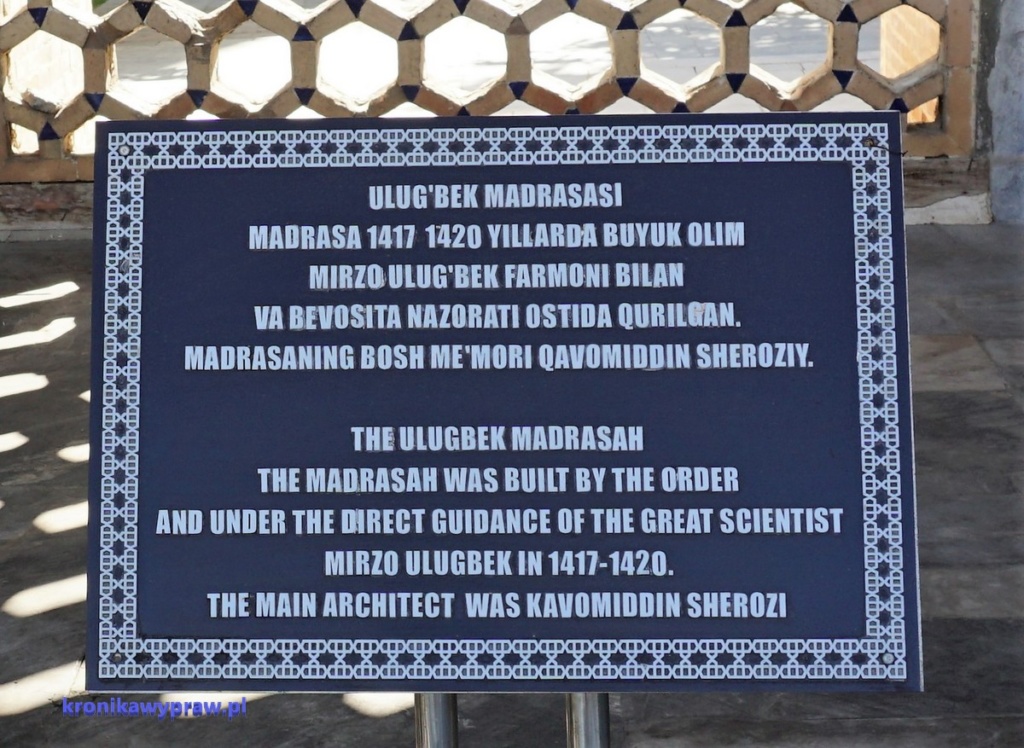 ULUG'BEK MADRASASI
MADRASA 1417 1420 YILLARDA BUYUK OLIM
MIRZO ULUG'BEK FARMONI BILAN
VA BEVOSITA NAZORATI OSTIDA QURILGAN.
MADRASANING BOSH ME'MORI QAVOMIDDIN SHEROZIY.
THE ULUGBEK MADRASAH
THE MADRASAH WAS BUILT BY THE ORDER
AND UNDER THE DIRECT GUIDANCE OF THE GREAT SCIENTIST
MIRZO ULUGBEK IN 1417-1420.
THE MAIN ARCHITECT WAS KAVOMIDDIN SHEROZI
kronikawypraw.pl